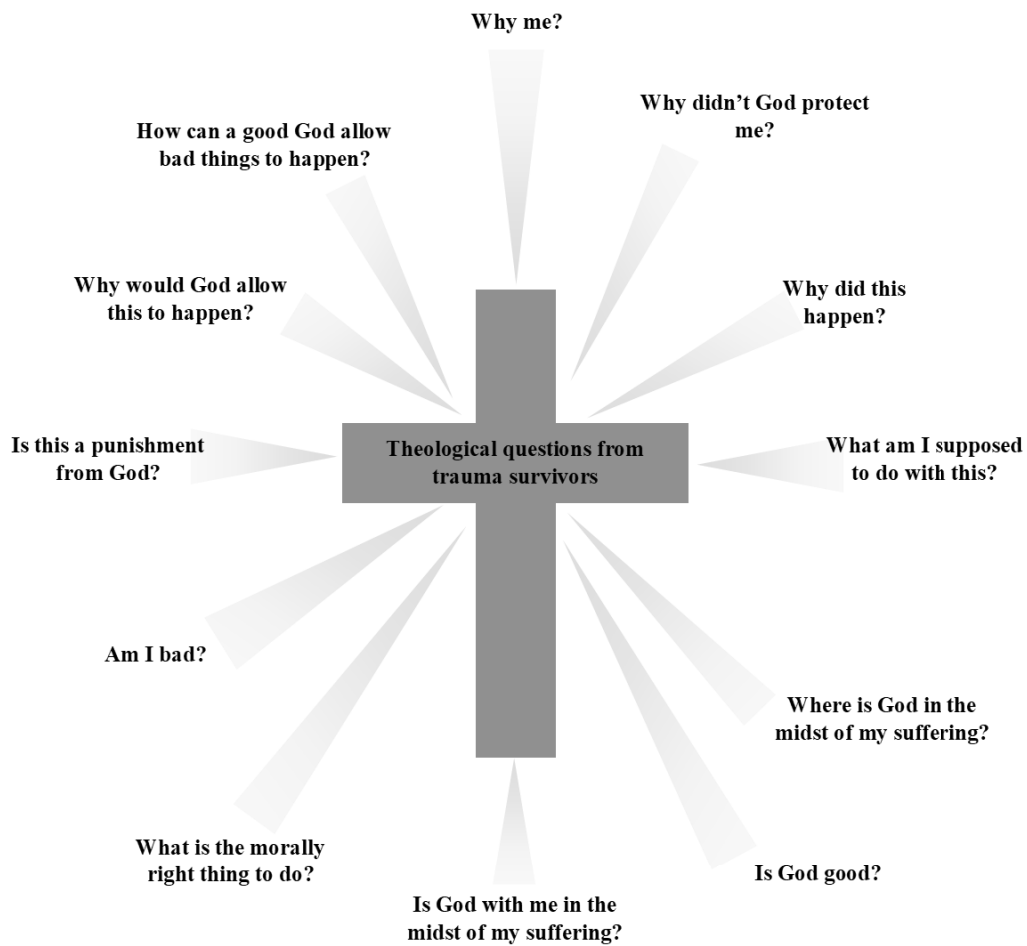 Why me?
Why didn't God protect
me?
How can a good God allow
bad things to happen?
Why would God allow
this to happen?
Why did this
happen?
Is this a punishment
from God?
Theological questions from
trauma survivors
What am I supposed
to do with this?
Am I bad?
Where is God in the
midst of my suffering?
What is the morally
right thing to do?
Is God good?
Is God with me in the
midst of my suffering?